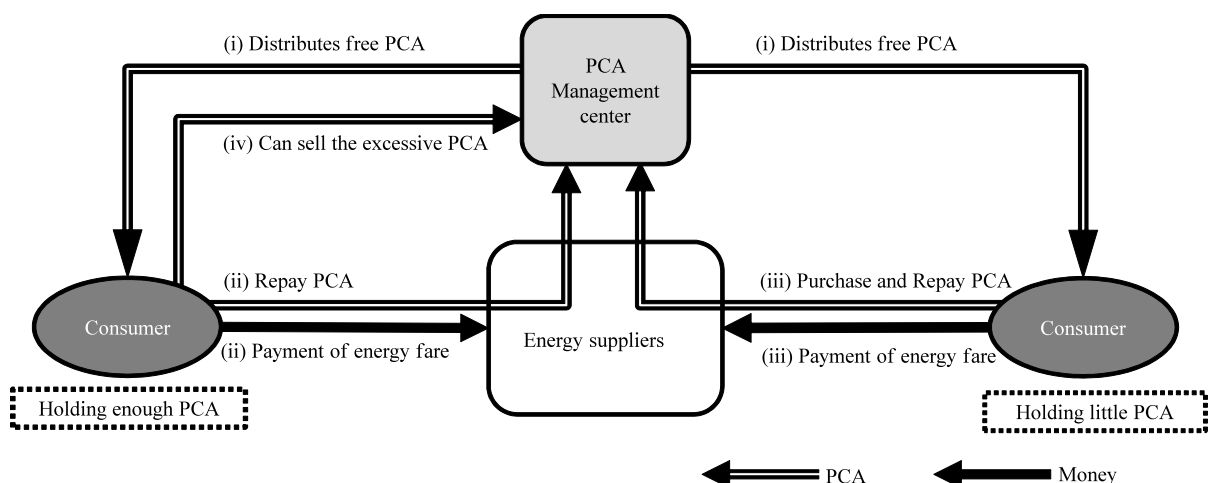 (i) Distributes free PCA
(i) Distributes free PCA
PCA
Management
center
(iv) Can sell the excessive PCA
(ii) Repay PCA
(iii) Purchase and Repay PCA
Consumer
Energy suppliers
Consumer
(ii) Payment of energy fare
(iii) Payment of energy fare
Holding enough PCA
Holding little PCA
PCA
Money